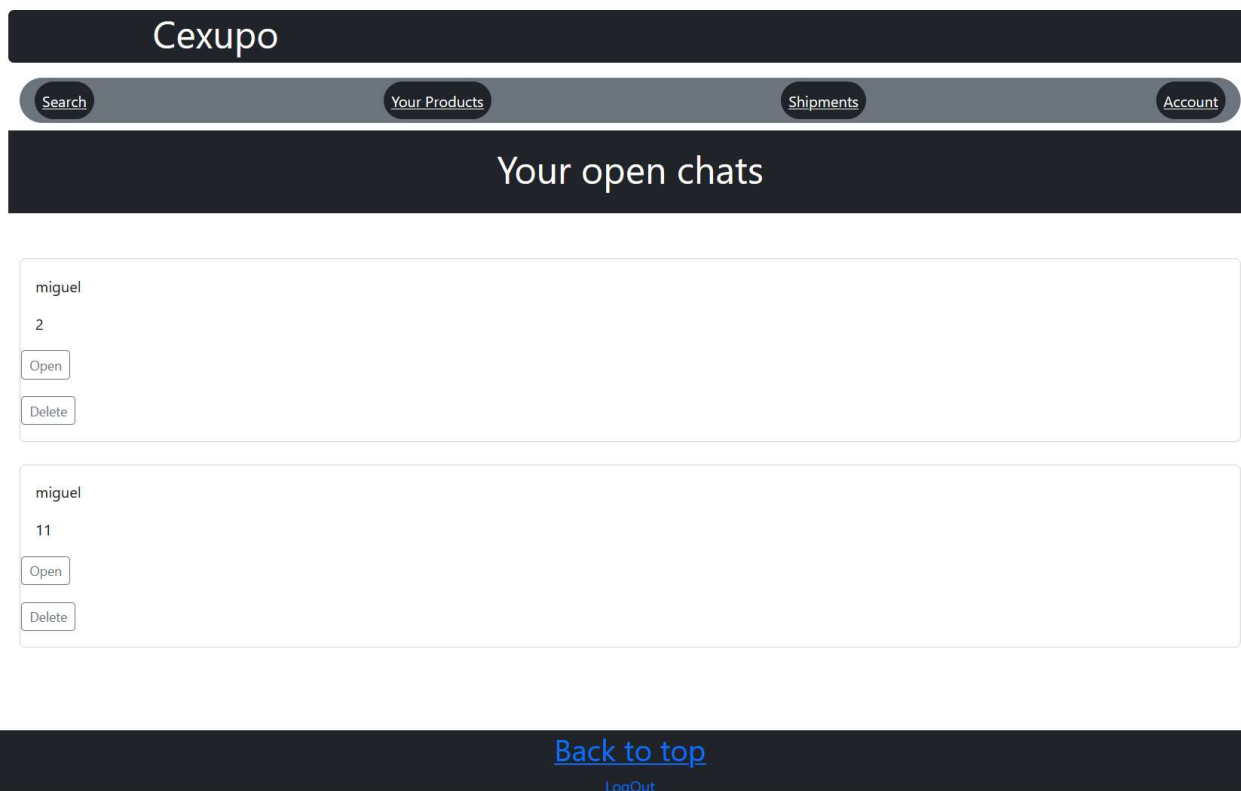 Cexupo
Search Your Products Shipments Account
Your open chats
miguel
2
Open
Delete
miguel
11
Open
Delete
Back to top
LogOut